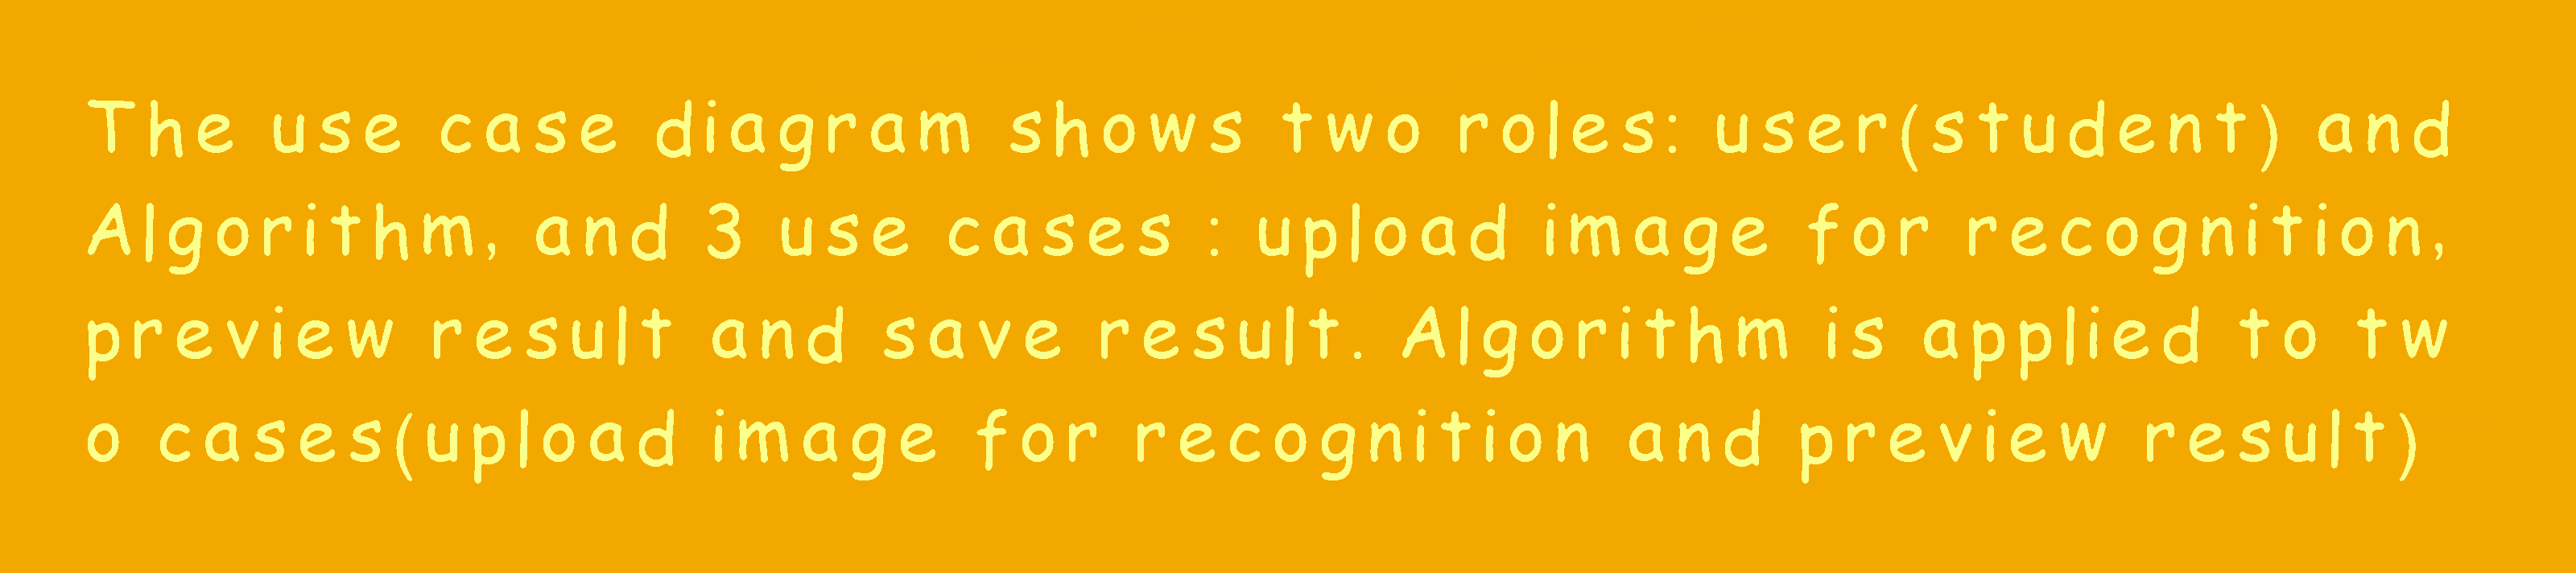 The use case diagram shows two roles: user(student) and
Algorithm, and 3 use cases : upload image for recognition,
preview result and save result. Algorithm is applied to tw
o cases(upload image for recognition and preview result)